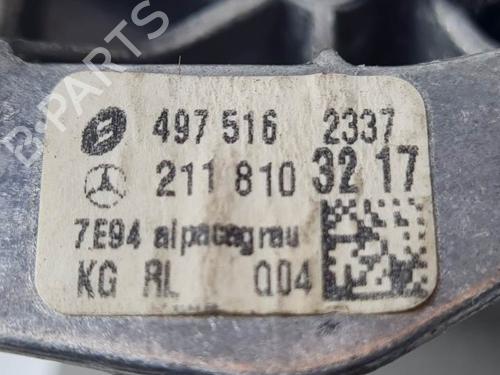 497 516 2337
211 810 32 17
7E94 alpacagrau
KG RL Q04
B-PARTS